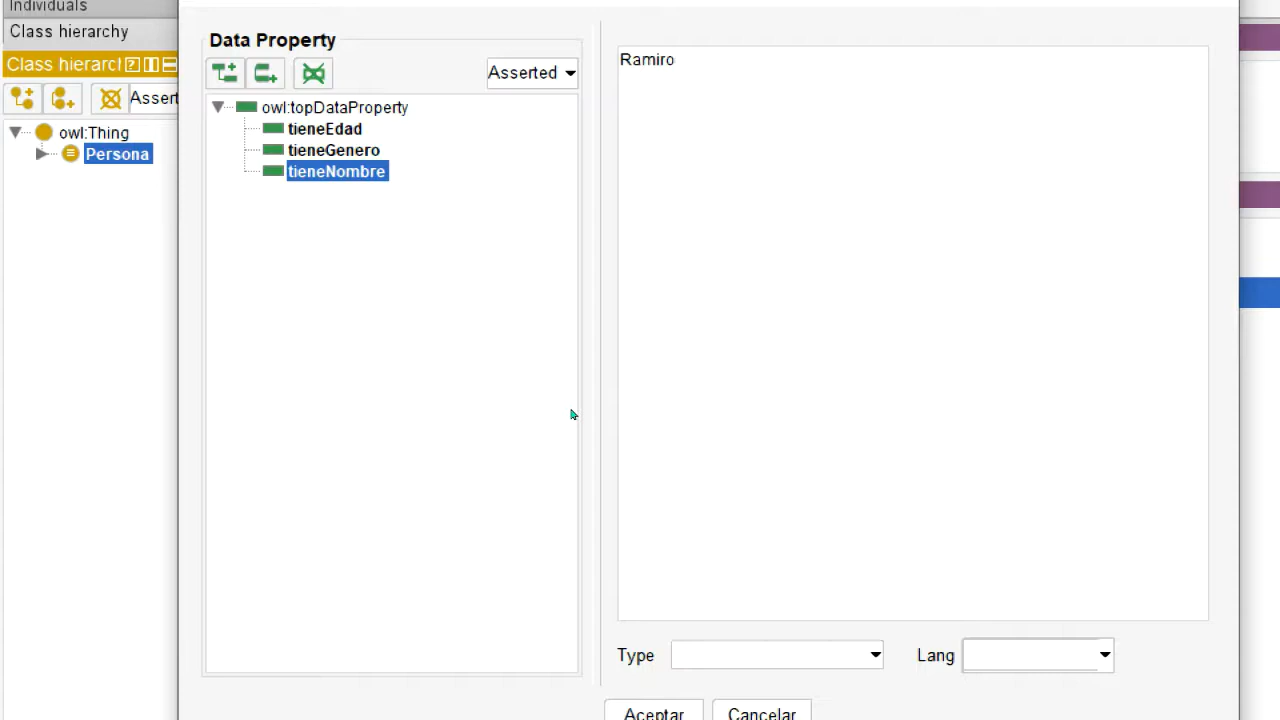 Individuals
Class hierarchy
Class hierarcl
Assert
owl:Thing
Persona
Data Property
Asserted
owl:topDataProperty
tieneEdad
tieneGenero
tieneNombre
Ramiro
Type
Lang
Aceptar
Cancelar